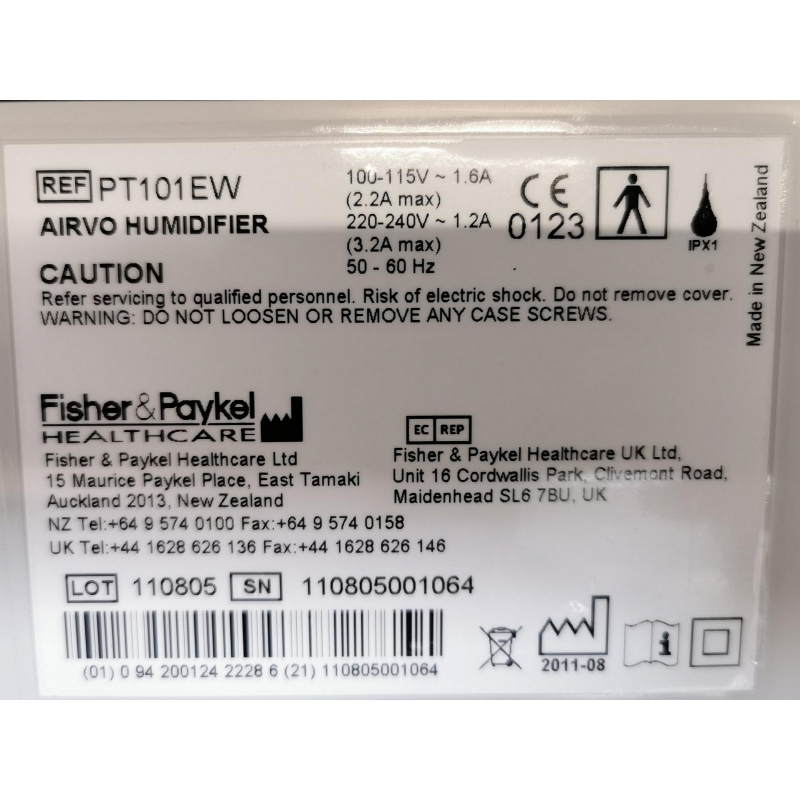 REF PT101EW
AIRVO HUMIDIFIER
100-115V ~ 1.6A
(2.2A max)
220-240V ~ 1.2A
(3.2A max)
50 - 60 Hz
CE
0123
IPX1
Made in New Zealand
CAUTION
Refer servicing to qualified personnel. Risk of electric shock. Do not remove cover.
WARNING: DO NOT LOOSEN OR REMOVE ANY CASE SCREWS.
Fisher&Paykel
HEALTHCARE
Fisher & Paykel Healthcare Ltd
15 Maurice Paykel Place, East Tamaki
Auckland 2013, New Zealand
NZ Tel:+64 9 574 0100 Fax:+64 9 574 0158
UK Tel:+44 1628 626 136 Fax:+44 1628 626 146
EC REP
Fisher & Paykel Healthcare UK Ltd,
Unit 16 Cordwallis Park, Clivemont Road,
Maidenhead SL6 7BU, UK
LOT 110805 SN 110805001064
(01) 0 94 200124 2228 6 (21) 110805001064
2011-08
i